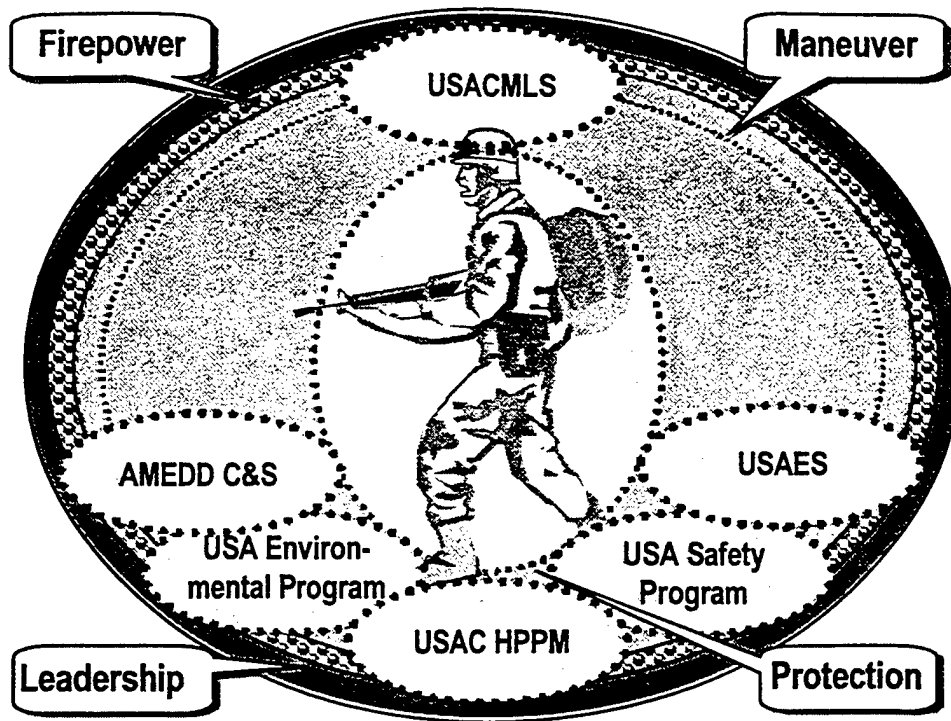 Firepower
Maneuver
USACMLS
AMEDD C&S
USAES
USA Environ-
mental Program
USA Safety
Program
USAC HPPM
Leadership
Protection